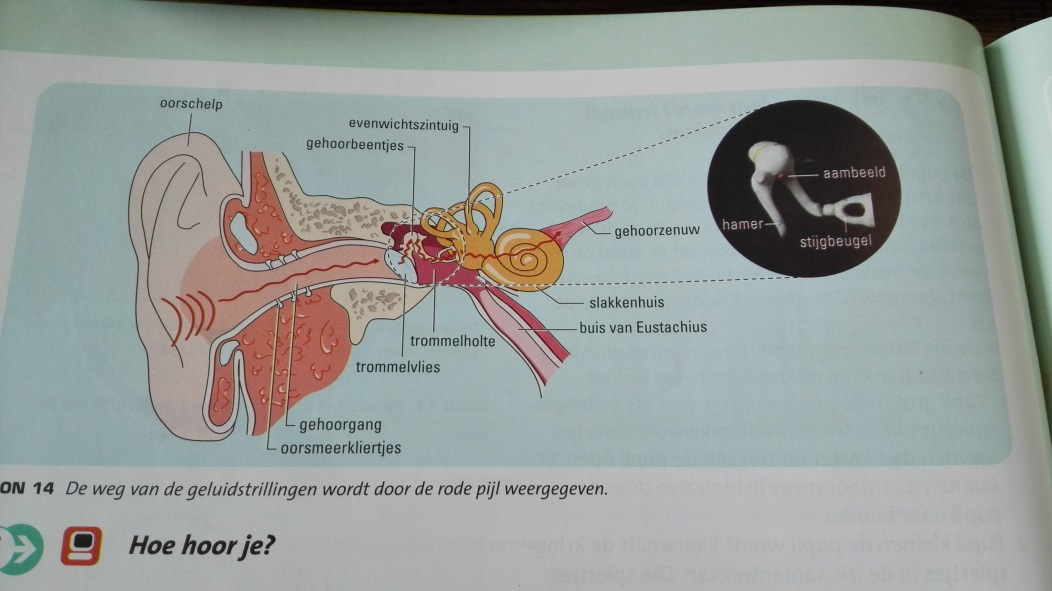 oorschelp
evenwichtszintuig
gehoorbeentjes
aambeeld
hamer
stijgbeugel
gehoorzenuw
slakkenhuis
buis van Eustachius
trommelholte
trommelvlies
gehoorgang
oorsmeerkliertjes
ON 14 De weg van de geluidstrillingen wordt door de rode pijl weergegeven.
Hoe hoor je?